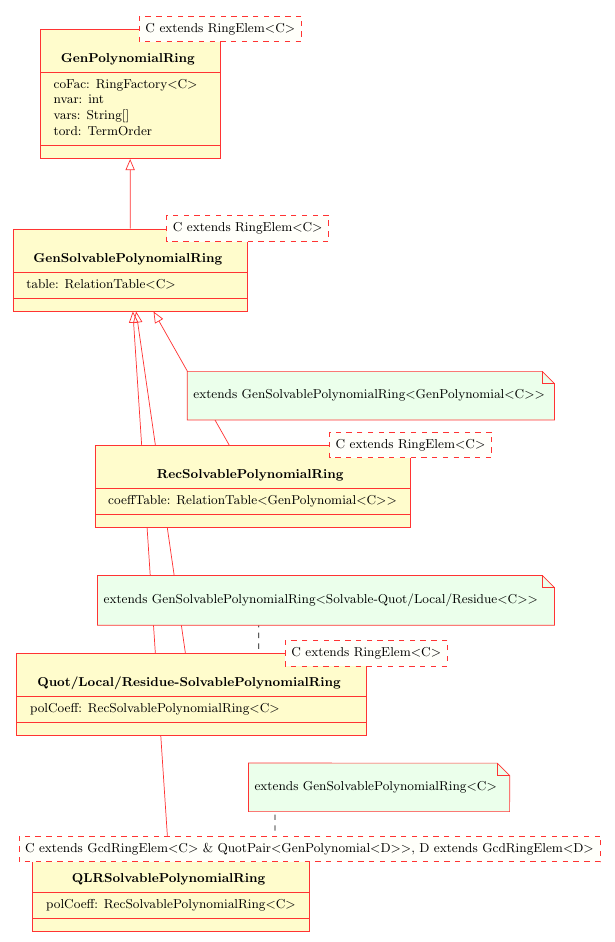 C extends RingElem<C>
GenPolynomialRing
coFac: RingFactory<C>
nvar: int
vars: String[]
tord: TermOrder
C extends RingElem<C>
GenSolvablePolynomialRing
table: RelationTable<C>
extends GenSolvablePolynomialRing<GenPolynomial<C>>
C extends RingElem<C>
RecSolvablePolynomialRing
coeffTable: RelationTable<GenPolynomial<C>>
extends GenSolvablePolynomialRing<Solvable-Quot/Local/Residue<C>>
C extends RingElem<C>
Quot/Local/Residue-SolvablePolynomialRing
polCoeff: RecSolvablePolynomialRing<C>
extends GenSolvablePolynomialRing<C>
C extends GcdRingElem<C> & QuotPair<GenPolynomial<D>>, D extends GcdRingElem<D>
QLRSolvablePolynomialRing
polCoeff: RecSolvablePolynomialRing<C>